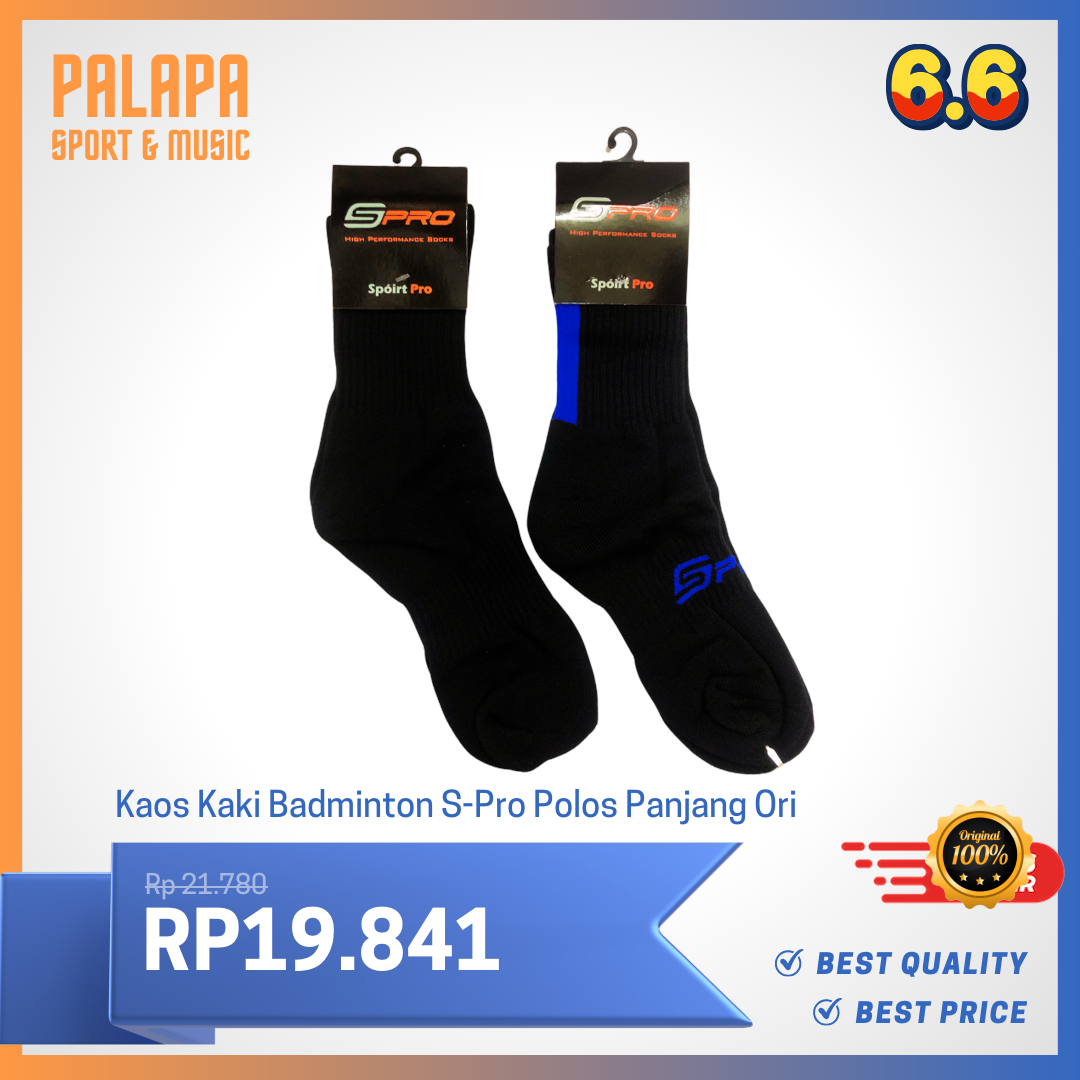 PALAPA
SPORT & MUSIC
6.6
SPRO
HIGH PERFORMANCE SOCKS
Spóirt Pro
SPRO
HIGH PERFORMANCE SOCKS
Spóirt Pro
Kaos Kaki Badminton S-Pro Polos Panjang Ori
Rp 21.780
RP19.841
Original
100%
BEST QUALITY
BEST PRICE